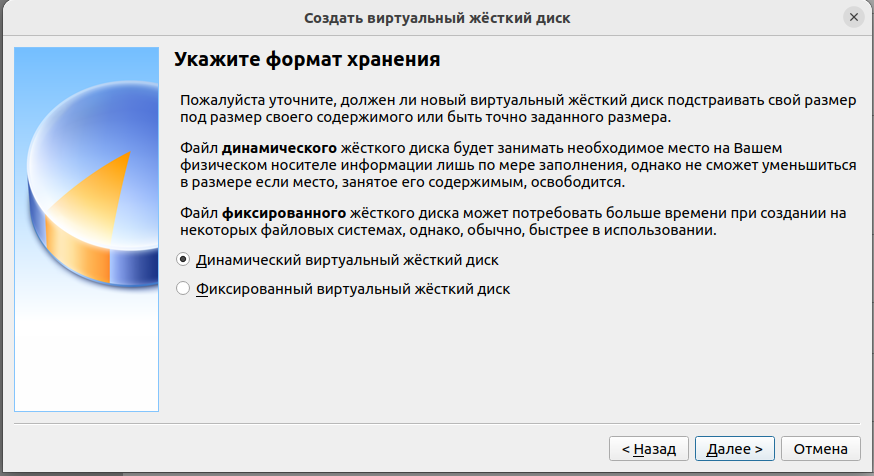 Создать виртуальный жёсткий диск
Укажите формат хранения
Пожалуйста уточните, должен ли новый виртуальный жёсткий диск подстраивать свой размер
под размер своего содержимого или быть точно заданного размера.
Файл динамического жёсткого диска будет занимать необходимое место на Вашем
физическом носителе информации лишь по мере заполнения, однако не сможет уменьшиться
в размере если место, занятое его содержимым, освободится.
Файл фиксированного жёсткого диска может потребовать больше времени при создании на
некоторых файловых системах, однако, обычно, быстрее в использовании.
Динамический виртуальный жёсткий диск
Фиксированный виртуальный жёсткий диск
< Назад Далее > Отмена